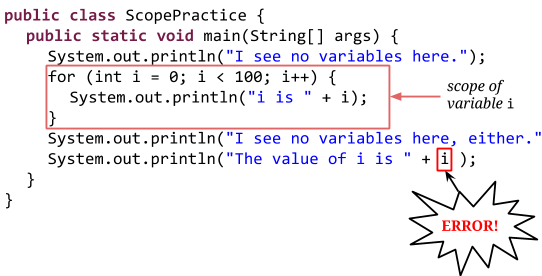 public class ScopePractice {
public static void main(String[] args) {
System.out.println("I see no variables here.");
for (int i = 0; i < 100; i++) {
System.out.println("i is " + i);
}
scope of
variable i
System.out.println("I see no variables here, either."
System.out.println("The value of i is " + i );
}
}
ERROR!